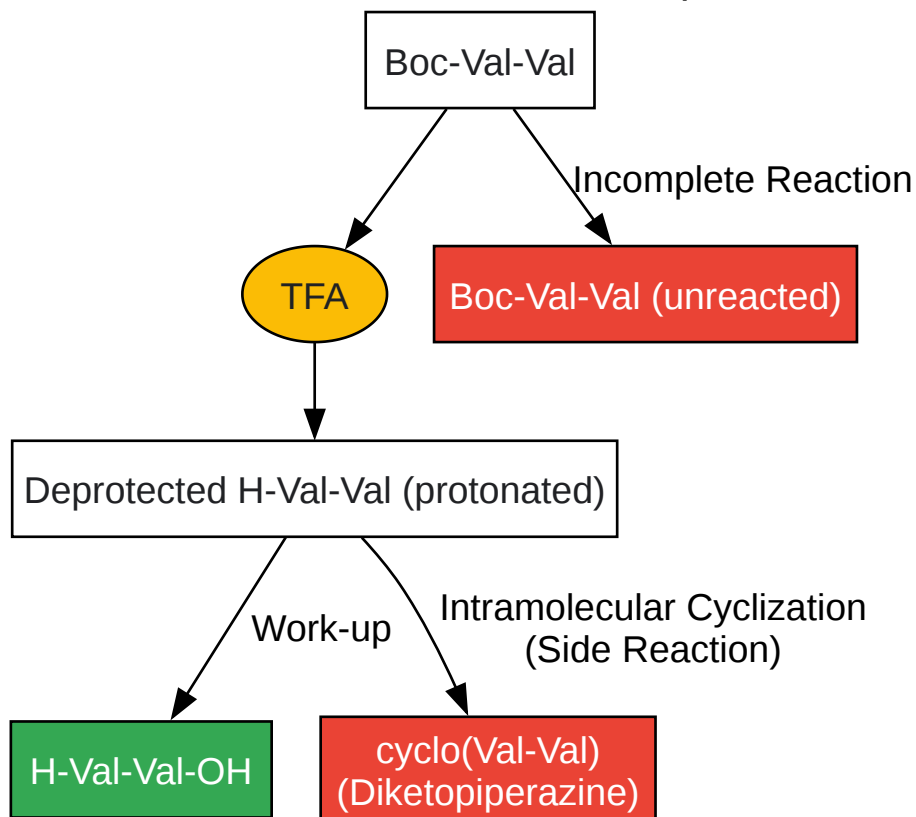 Boc-Val-Val
Incomplete Reaction
TFA
Boc-Val-Val (unreacted)
Deprotected H-Val-Val (protonated)
Work-up
Intramolecular Cyclization
(Side Reaction)
H-Val-Val-OH
cyclo(Val-Val)
(Diketopiperazine)